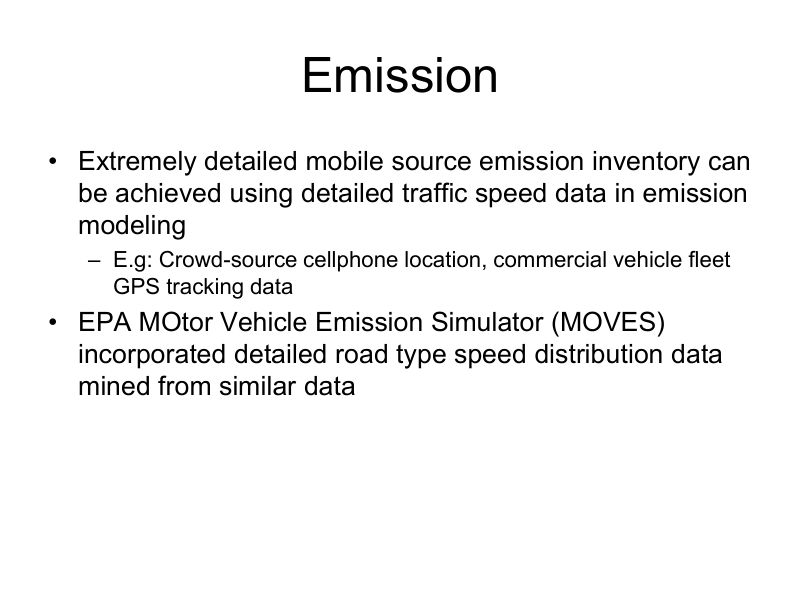 Emission
• Extremely detailed mobile source emission inventory can
be achieved using detailed traffic speed data in emission
modeling
– E.g: Crowd-source cellphone location, commercial vehicle fleet
GPS tracking data
• EPA MOtor Vehicle Emission Simulator (MOVES)
incorporated detailed road type speed distribution data
mined from similar data